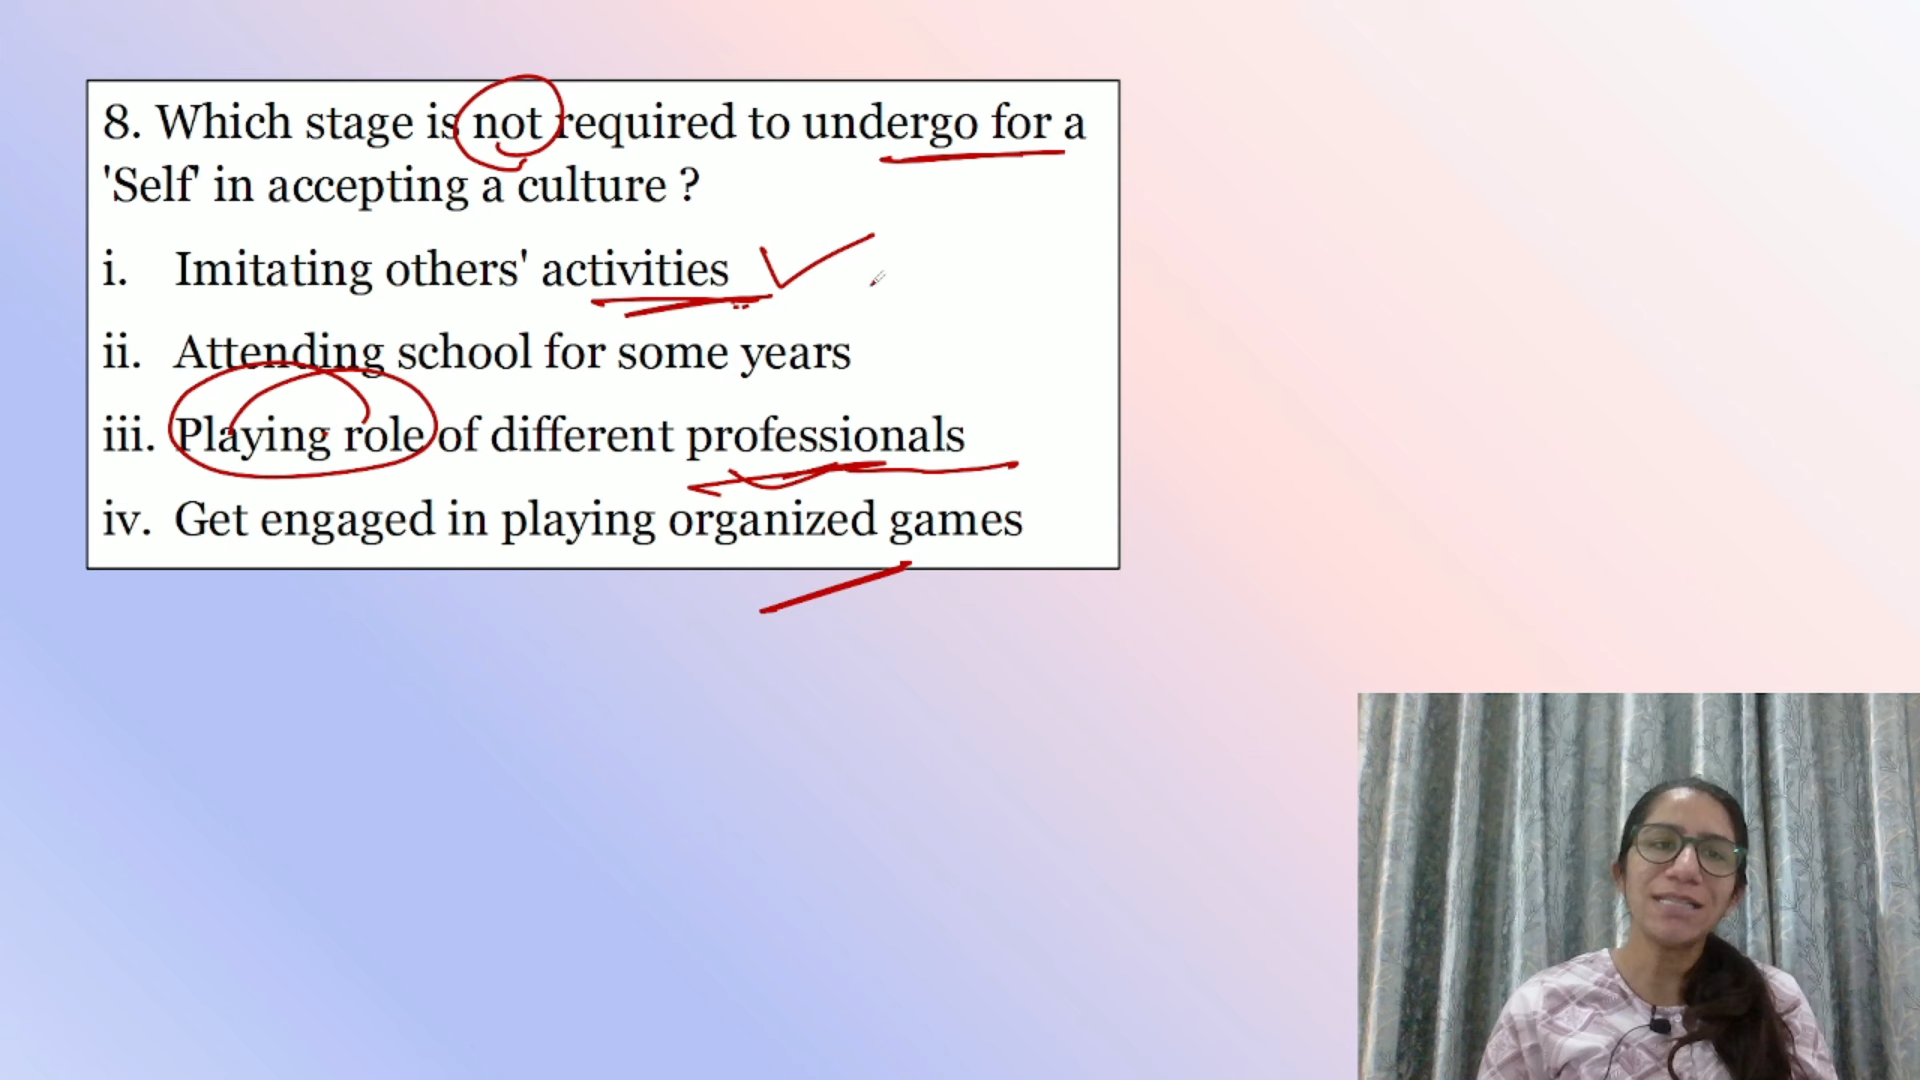 8. Which stage is not required to undergo for a
'Self' in accepting a culture ?
i. Imitating others' activities
ii. Attending school for some years
iii. Playing role of different professionals
iv. Get engaged in playing organized games